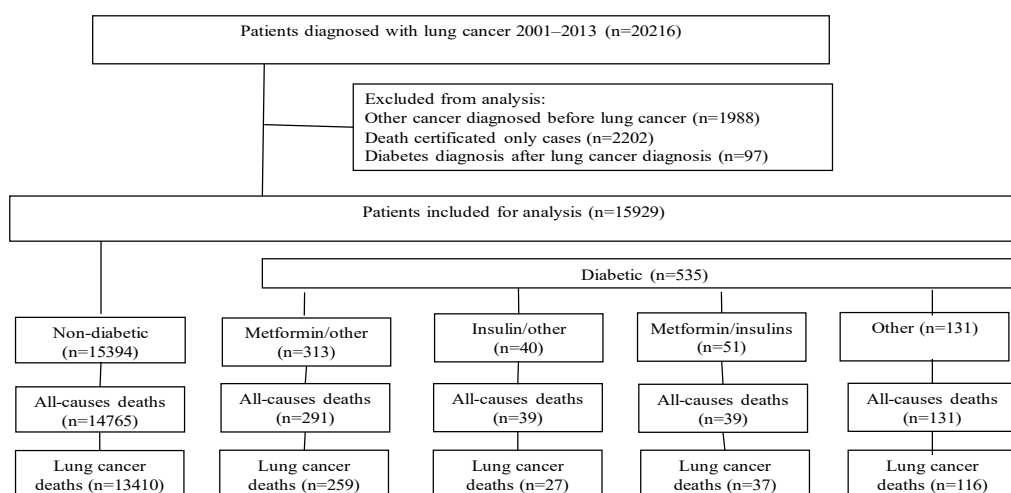 Patients diagnosed with lung cancer 2001–2013 (n=20216)
Excluded from analysis:
Other cancer diagnosed before lung cancer (n=1988)
Death certificated only cases (n=2202)
Diabetes diagnosis after lung cancer diagnosis (n=97)
Patients included for analysis (n=15929)
Diabetic (n=535)
Non-diabetic
(n=15394)
Metformin/other
(n=313)
Insulin/other
(n=40)
Metformin/insulins
(n=51)
Other (n=131)
All-causes deaths
(n=14765)
All-causes deaths
(n=291)
All-causes deaths
(n=39)
All-causes deaths
(n=39)
All-causes deaths
(n=131)
Lung cancer
deaths (n=13410)
Lung cancer
deaths (n=259)
Lung cancer
deaths (n=27)
Lung cancer
deaths (n=37)
Lung cancer
deaths (n=116)